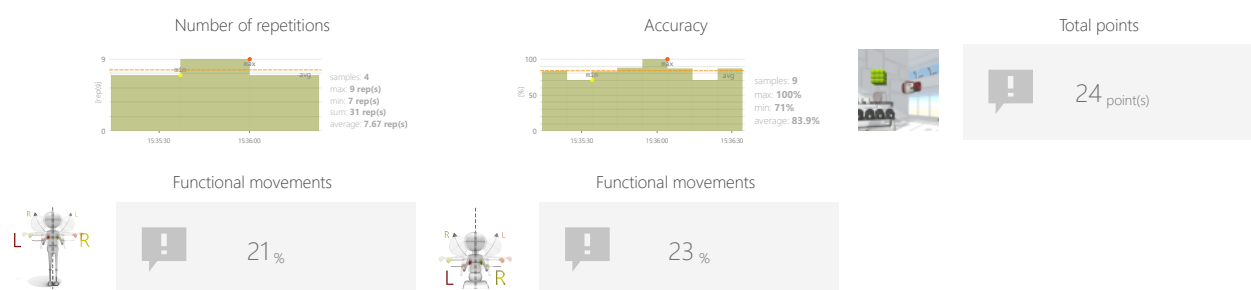 Number of repetitions
9
min
max
avg
[rep(s)]
0
15:35:30
15:36:00
samples: 4
max: 9 rep(s)
min: 7 rep(s)
sum: 31 rep(s)
average: 7.67 rep(s)
Accuracy
100
min
max
avg
[%]
50
0
15:35:30
15:36:00
15:36:30
samples: 9
max: 100%
min: 71%
average: 83.9%
Total points
24 point(s)
Functional movements
R L
L R
21 %
Functional movements
R L
L R
23 %